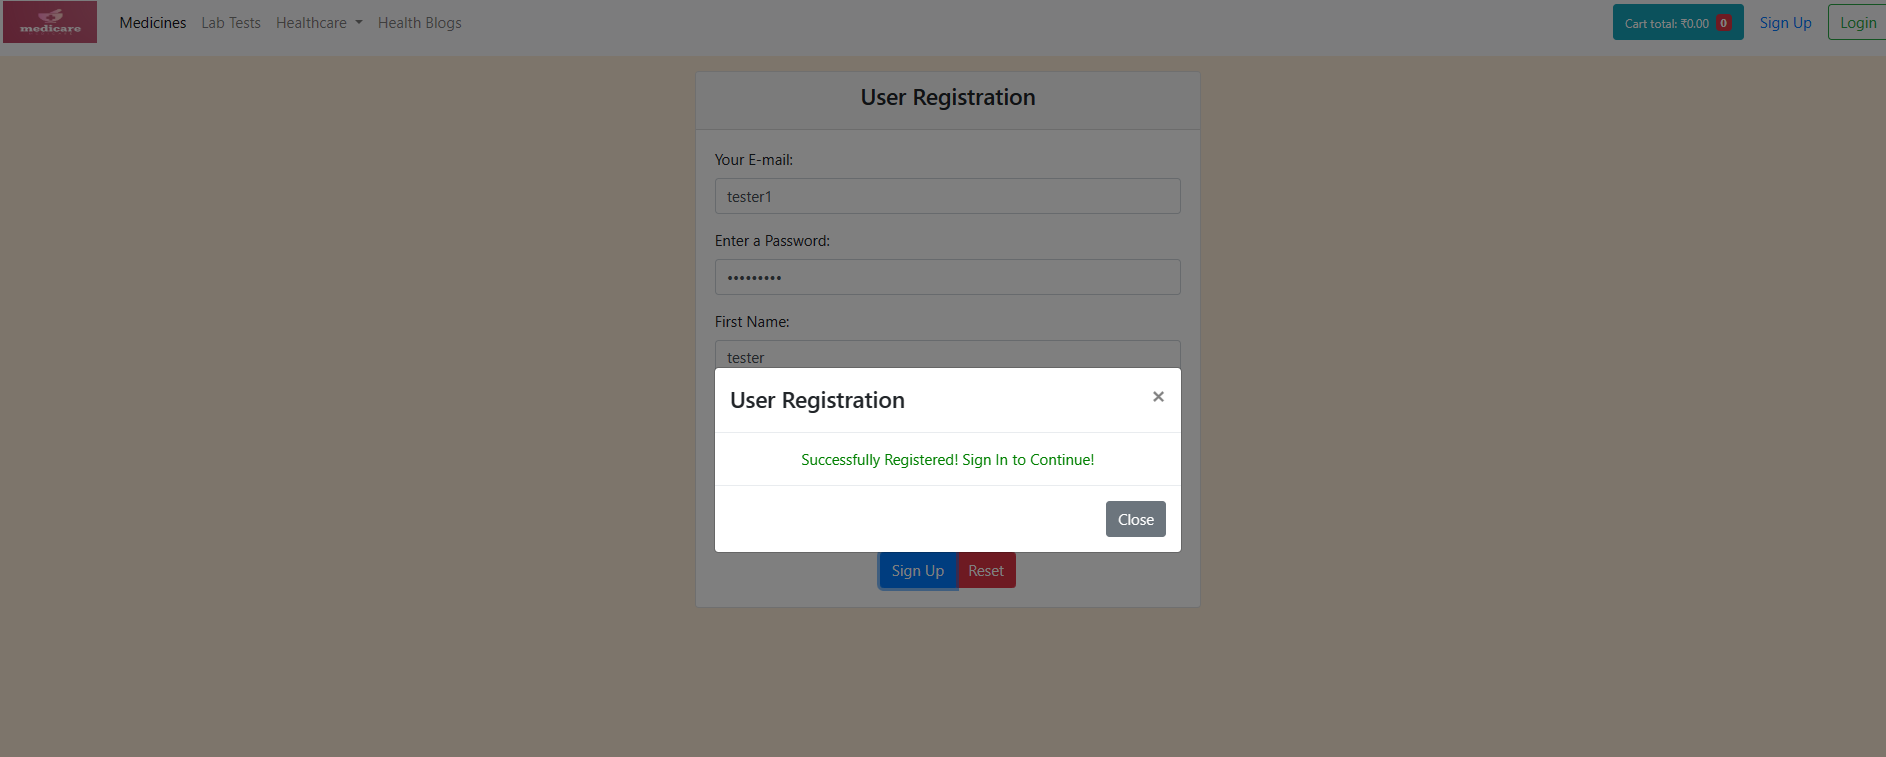 medicare
Medicines Lab Tests Healthcare Health Blogs
Cart total: ₹0.00 0 Sign Up Login
User Registration
Your E-mail:
tester1
Enter a Password:
•••••••••
First Name:
tester
User Registration ×
Successfully Registered! Sign In to Continue!
Close
Sign Up Reset